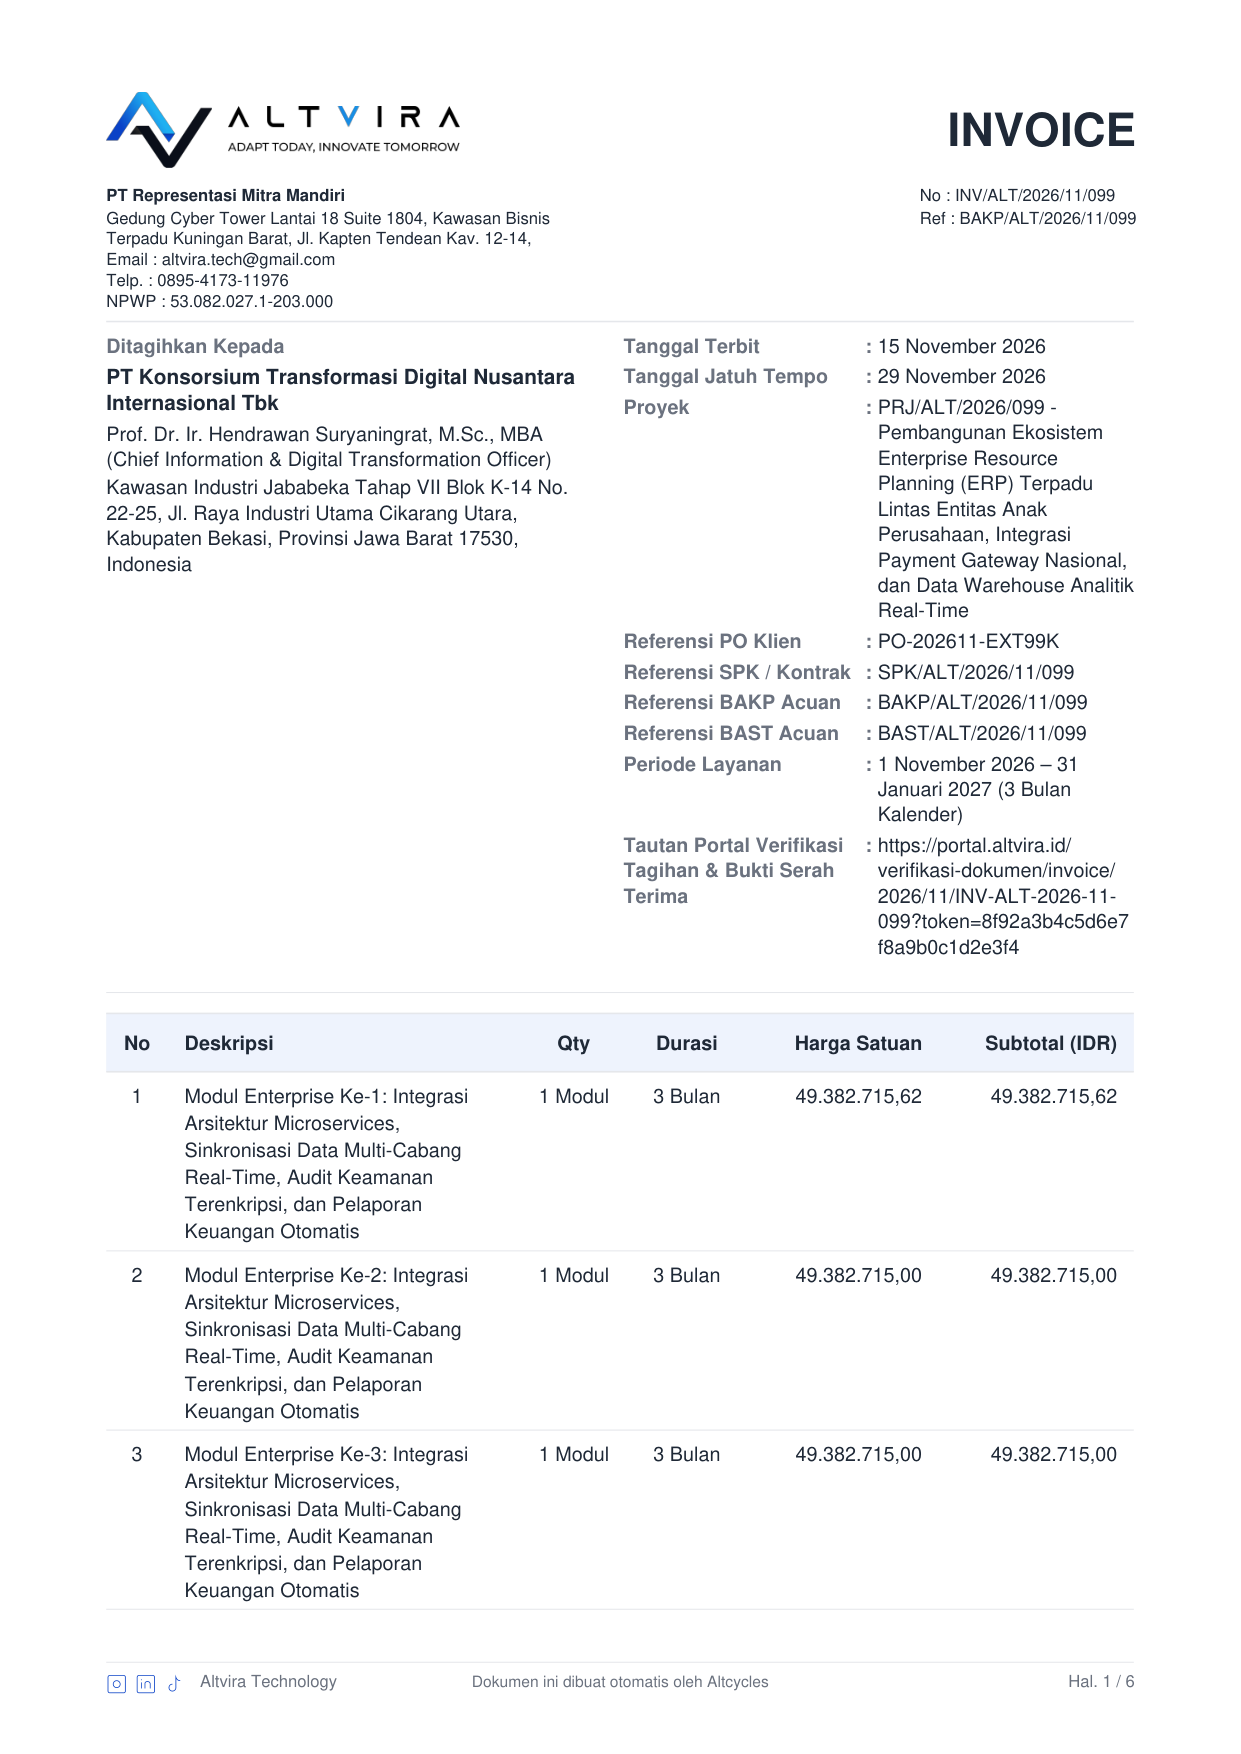 ALTVIRA
ADAPT TODAY, INNOVATE TOMORROW
INVOICE
PT Representasi Mitra Mandiri
Gedung Cyber Tower Lantai 18 Suite 1804, Kawasan Bisnis
Terpadu Kuningan Barat, Jl. Kapten Tendean Kav. 12-14,
Email : altvira.tech@gmail.com
Telp. : 0895-4173-11976
NPWP : 53.082.027.1-203.000
No : INV/ALT/2026/11/099
Ref : BAKP/ALT/2026/11/099
Ditagihkan Kepada
PT Konsorsium Transformasi Digital Nusantara
Internasional Tbk
Prof. Dr. Ir. Hendrawan Suryaningrat, M.Sc., MBA
(Chief Information & Digital Transformation Officer)
Kawasan Industri Jababeka Tahap VII Blok K-14 No.
22-25, Jl. Raya Industri Utama Cikarang Utara,
Kabupaten Bekasi, Provinsi Jawa Barat 17530,
Indonesia
Tanggal Terbit : 15 November 2026
Tanggal Jatuh Tempo : 29 November 2026
Proyek : PRJ/ALT/2026/099 -
Pembangunan Ekosistem
Enterprise Resource
Planning (ERP) Terpadu
Lintas Entitas Anak
Perusahaan, Integrasi
Payment Gateway Nasional,
dan Data Warehouse Analitik
Real-Time
Referensi PO Klien : PO-202611-EXT99K
Referensi SPK / Kontrak : SPK/ALT/2026/11/099
Referensi BAKP Acuan : BAKP/ALT/2026/11/099
Referensi BAST Acuan : BAST/ALT/2026/11/099
Periode Layanan : 1 November 2026 – 31
Januari 2027 (3 Bulan
Kalender)
Tautan Portal Verifikasi : https://portal.altvira.id/
Tagihan & Bukti Serah verifikasi-dokumen/invoice/
Terima 2026/11/INV-ALT-2026-11-
099?token=8f92a3b4c5d6e7
f8a9b0c1d2e3f4
No Deskripsi Qty Durasi Harga Satuan Subtotal (IDR)
1 Modul Enterprise Ke-1: Integrasi 1 Modul 3 Bulan 49.382.715,62 49.382.715,62
Arsitektur Microservices,
Sinkronisasi Data Multi-Cabang
Real-Time, Audit Keamanan
Terenkripsi, dan Pelaporan
Keuangan Otomatis
2 Modul Enterprise Ke-2: Integrasi 1 Modul 3 Bulan 49.382.715,00 49.382.715,00
Arsitektur Microservices,
Sinkronisasi Data Multi-Cabang
Real-Time, Audit Keamanan
Terenkripsi, dan Pelaporan
Keuangan Otomatis
3 Modul Enterprise Ke-3: Integrasi 1 Modul 3 Bulan 49.382.715,00 49.382.715,00
Arsitektur Microservices,
Sinkronisasi Data Multi-Cabang
Real-Time, Audit Keamanan
Terenkripsi, dan Pelaporan
Keuangan Otomatis
in Altvira Technology Dokumen ini dibuat otomatis oleh Altcycles Hal. 1 / 6